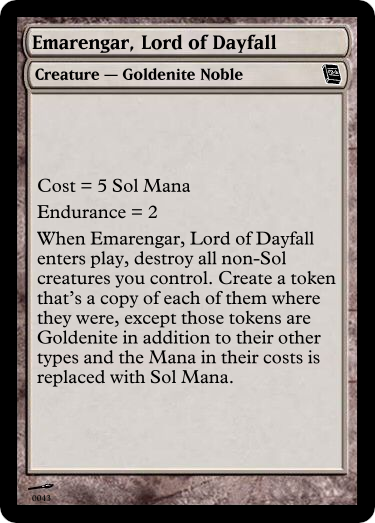 Emarengar, Lord of Dayfall
Creature — Goldenite Noble
Cost = 5 Sol Mana
Endurance = 2
When Emarengar, Lord of Dayfall
enters play, destroy all non-Sol
creatures you control. Create a token
that's a copy of each of them where
they were, except those tokens are
Goldenite in addition to their other
types and the Mana in their costs is
replaced with Sol Mana.
0043